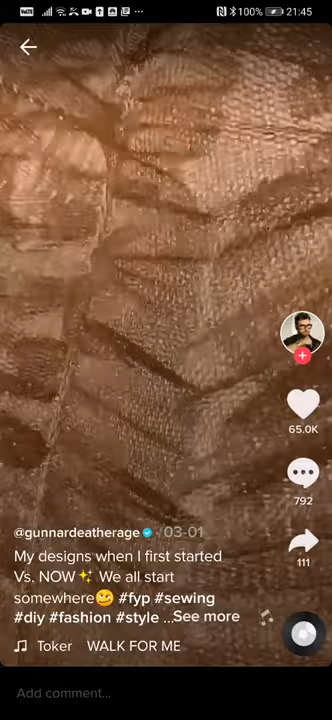 VoLTE 100% 21:45
65.0K
792
@gunnardeatherage · 03-01
111
My designs when I first started
Vs. NOW✨ We all start
somewhere🥴 #fyp #sewing
#diy #fashion #style ...See more
Toker WALK FOR ME
Add comment...